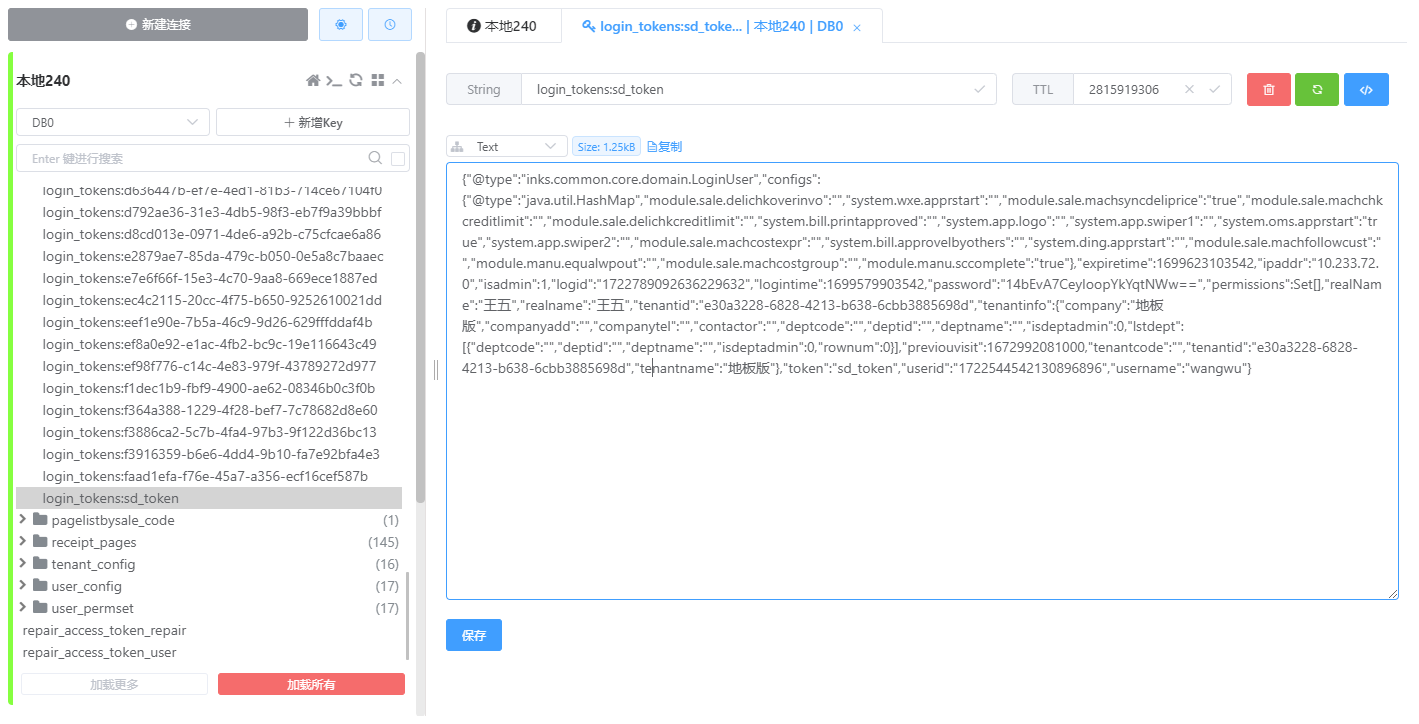 新建连接
本地240
DB0
新增Key
Enter 键进行搜索
login_tokens:d636447b-ef7e-4ed1-81b3-714ce67104f0
login_tokens:d792ae36-31e3-4db5-98f3-eb7f9a39bbbf
login_tokens:d8cd013e-0971-4de6-a92b-c75cfcae6a86
login_tokens:e2879ae7-85da-479c-b050-0e5a8c7baaec
login_tokens:e7e6f66f-15e3-4c70-9aa8-669ece1887ed
login_tokens:ec4c2115-20cc-4f75-b650-9252610021dd
login_tokens:eef1e90e-7b5a-46c9-9d26-629fffddaf4b
login_tokens:ef8a0e92-e1ac-4fb2-bc9c-19e116643c49
login_tokens:ef98f776-c14c-4e83-979f-43789272d977
login_tokens:f1dec1b9-fbf9-4900-ae62-08346b0c3f0b
login_tokens:f364a388-1229-4f28-bef7-7c78682d8e60
login_tokens:f3886ca2-5c7b-4fa4-97b3-9f122d36bc13
login_tokens:f3916359-b6e6-4dd4-9b10-fa7e92bfa4e3
login_tokens:faad1efa-f76e-45a7-a356-ecf16cef587b
login_tokens:sd_token
pagelistbysale_code (1)
receipt_pages (145)
tenant_config (16)
user_config (17)
user_permset (17)
repair_access_token_repair
repair_access_token_user
加载更多 加载所有
本地240 login_tokens:sd_toke... | 本地240 | DB0
String login_tokens:sd_token TTL 2815919306
Text Size: 1.25kB 复制
{"@type":"inks.common.core.domain.LoginUser","configs":
{"@type":"java.util.HashMap","module.sale.delichkoverinvo":"","system.wxe.apprstart":"","module.sale.machsyncdeliprice":"true","module.sale.machchk
creditlimit":"","module.sale.delichkcreditlimit":"","system.bill.printapproved":"","system.app.logo":"","system.app.swiper1":"","system.oms.apprstart":"tr
ue","system.app.swiper2":"","module.sale.machcostexpr":"","system.bill.approvelbyothers":"","system.ding.apprstart":"","module.sale.machfollowcust":"
","module.manu.equalwpout":"","module.sale.machcostgroup":"","module.manu.sccomplete":"true"},"expiretime":1699623103542,"ipaddr":"10.233.72.
0","isadmin":1,"logid":"1722789092636229632","logintime":1699579903542,"password":"14bEvA7CeyloopYkYqtNWw==","permissions":Set[],"realNam
e":"王五","realname":"王五","tenantid":"e30a3228-6828-4213-b638-6cbb3885698d","tenantinfo":{"company":"地板
版","companyadd":"","companytel":"","contactor":"","deptcode":"","deptid":"","deptname":"","isdeptadmin":0,"lstdept":
[{"deptcode":"","deptid":"","deptname":"","isdeptadmin":0,"rownum":0}],"previouvisit":1672992081000,"tenantcode":"","tenantid":"e30a3228-6828-
4213-b638-6cbb3885698d","tenantname":"地板版"},"token":"sd_token","userid":"1722544542130896896","username":"wangwu"}
保存